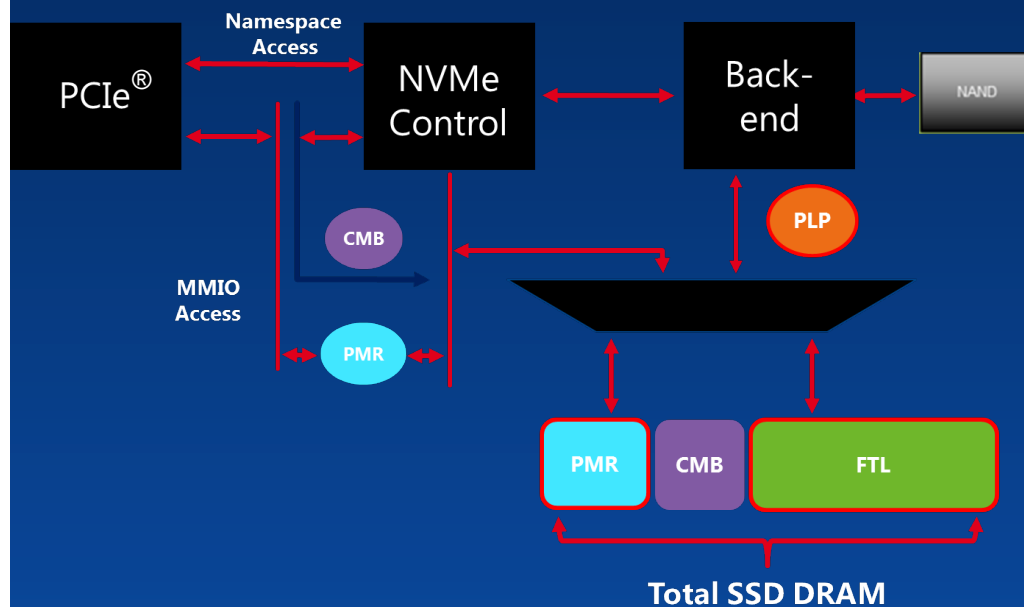 Namespace
Access
PCIe®
NVMe
Control
Back-
end
NAND
CMB
PLP
MMIO
Access
PMR
PMR
CMB
FTL
Total SSD DRAM